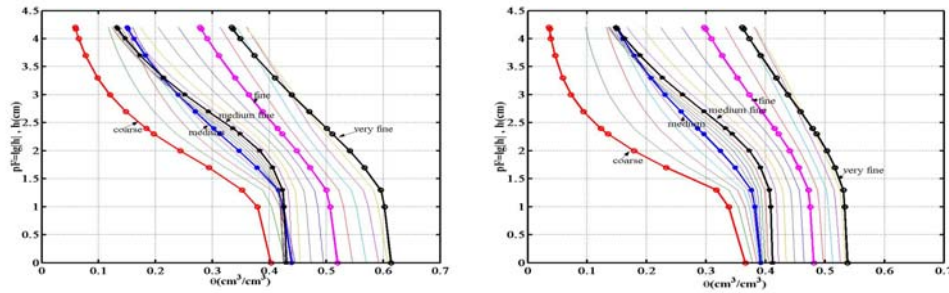 4.5
4
3.5
3
2.5
2
1.5
1
0.5
0
pF=lg|h| , h(cm)
coarse
medium
medium fine
fine
very fine
0 0.1 0.2 0.3 0.4 0.5 0.6 0.7
θ(cm³/cm³)
4.5
4
3.5
3
2.5
2
1.5
1
0.5
0
pF=lg|h| , h(cm)
coarse
medium
medium fine
fine
very fine
0 0.1 0.2 0.3 0.4 0.5 0.6 0.7
θ(cm³/cm³)